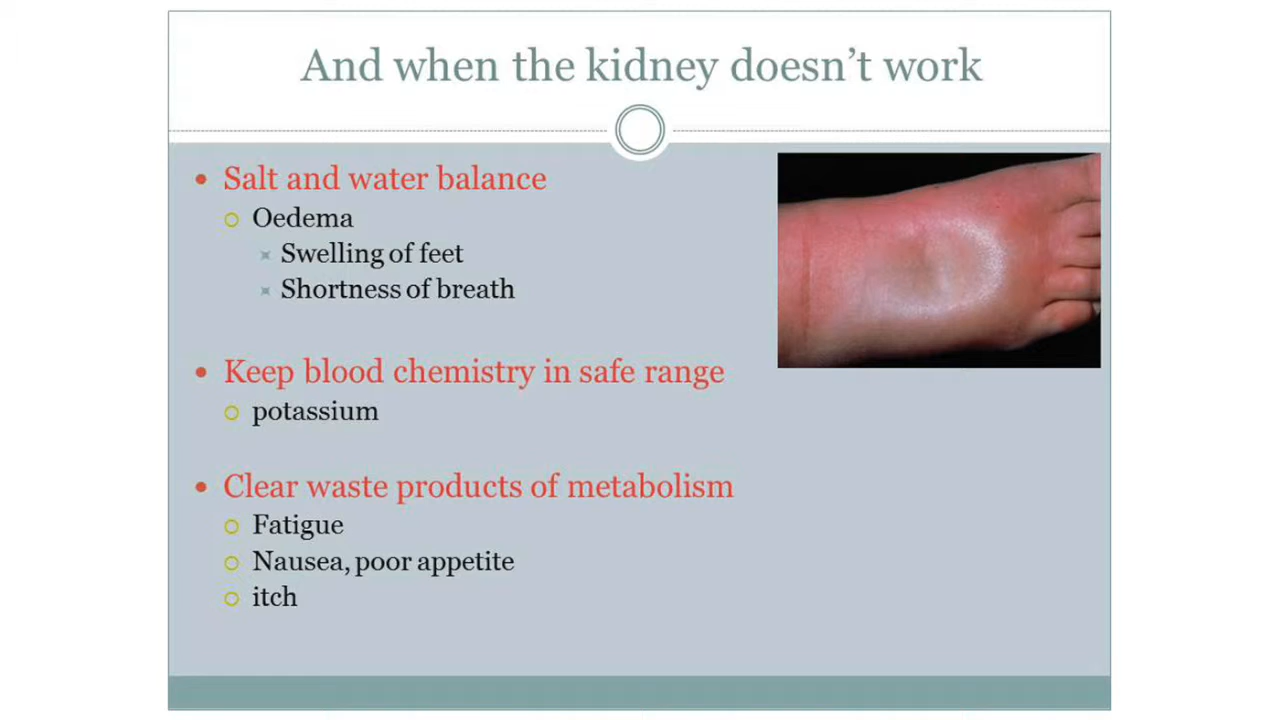 And when the kidney doesn't work
Salt and water balance
Oedema
Swelling of feet
Shortness of breath
Keep blood chemistry in safe range
potassium
Clear waste products of metabolism
Fatigue
Nausea, poor appetite
itch